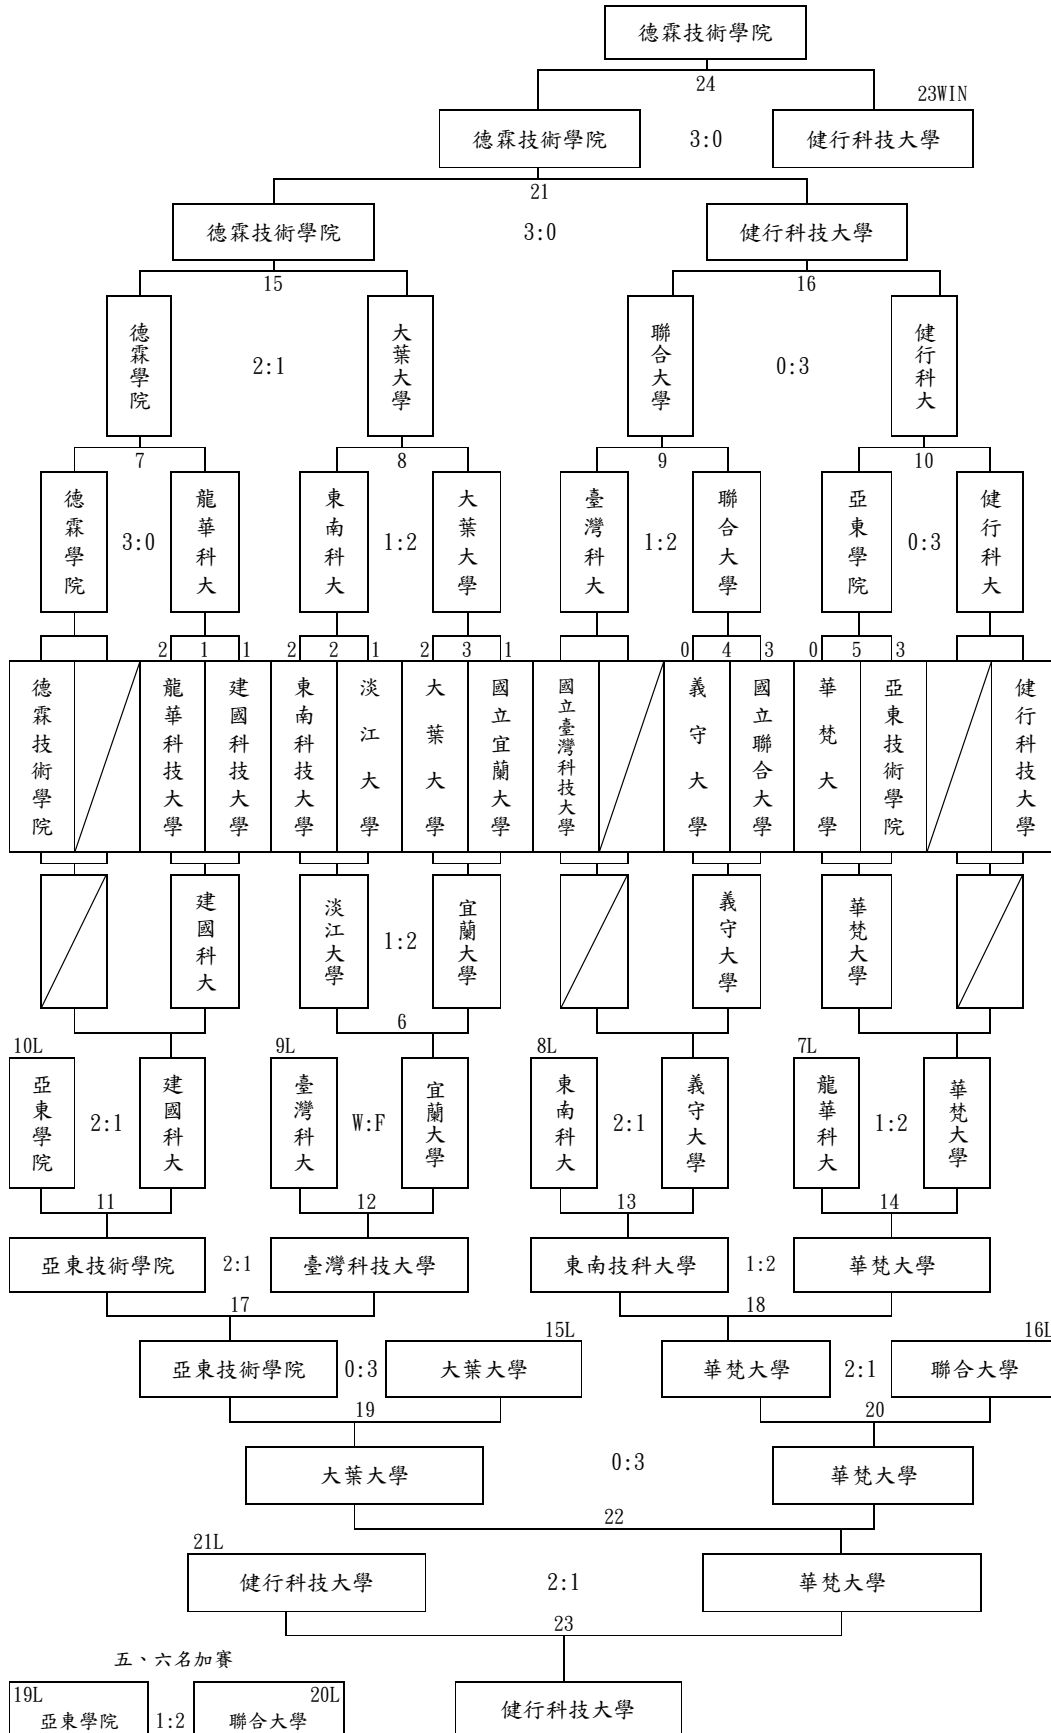 德霖技術學院
24
23WIN
德霖技術學院 3:0 健行科技大學
21
德霖技術學院 3:0 健行科技大學
15 16
德霖學院 2:1 大葉大學 聯合大學 0:3 健行科大
7 8 9 10
德霖學院 3:0 龍華科大 東南科大 1:2 大葉大學 臺灣科大 1:2 聯合大學 亞東學院 0:3 健行科大
2 1 1 2 2 1 2 3 1 0 4 3 0 5 3
德霖技術學院 龍華科技大學 建國科技大學 東南科技大學 淡江大學 大葉大學 國立宜蘭大學 國立臺灣科技大學 義守大學 國立聯合大學 華梵大學 亞東技術學院 健行科技大學
建國科大 淡江大學 1:2 宜蘭大學 義守大學 華梵大學
6
10L 9L 8L 7L
亞東學院 2:1 建國科大 臺灣科大 W:F 宜蘭大學 東南科大 2:1 義守大學 龍華科大 1:2 華梵大學
11 12 13 14
亞東技術學院 2:1 臺灣科技大學 東南技科大學 1:2 華梵大學
17 18
15L 16L
亞東技術學院 0:3 大葉大學 華梵大學 2:1 聯合大學
19 20
大葉大學 0:3 華梵大學
22
21L
健行科技大學 2:1 華梵大學
23
五、六名加賽
19L 20L
亞東學院 1:2 聯合大學 健行科技大學